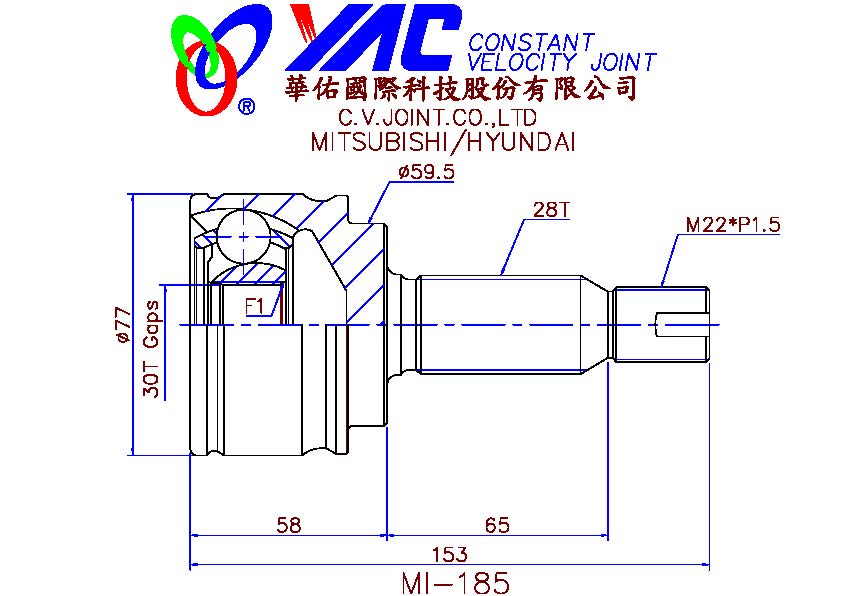 YAC CONSTANT
VELOCITY JOINT
®
華佑國際科技股份有限公司
C.V.JOINT.CO.,LTD
MITSUBISHI/HYUNDAI
ø59.5
28T
M22*P1.5
F1
ø77
30T Gaps
58
65
153
MI-185